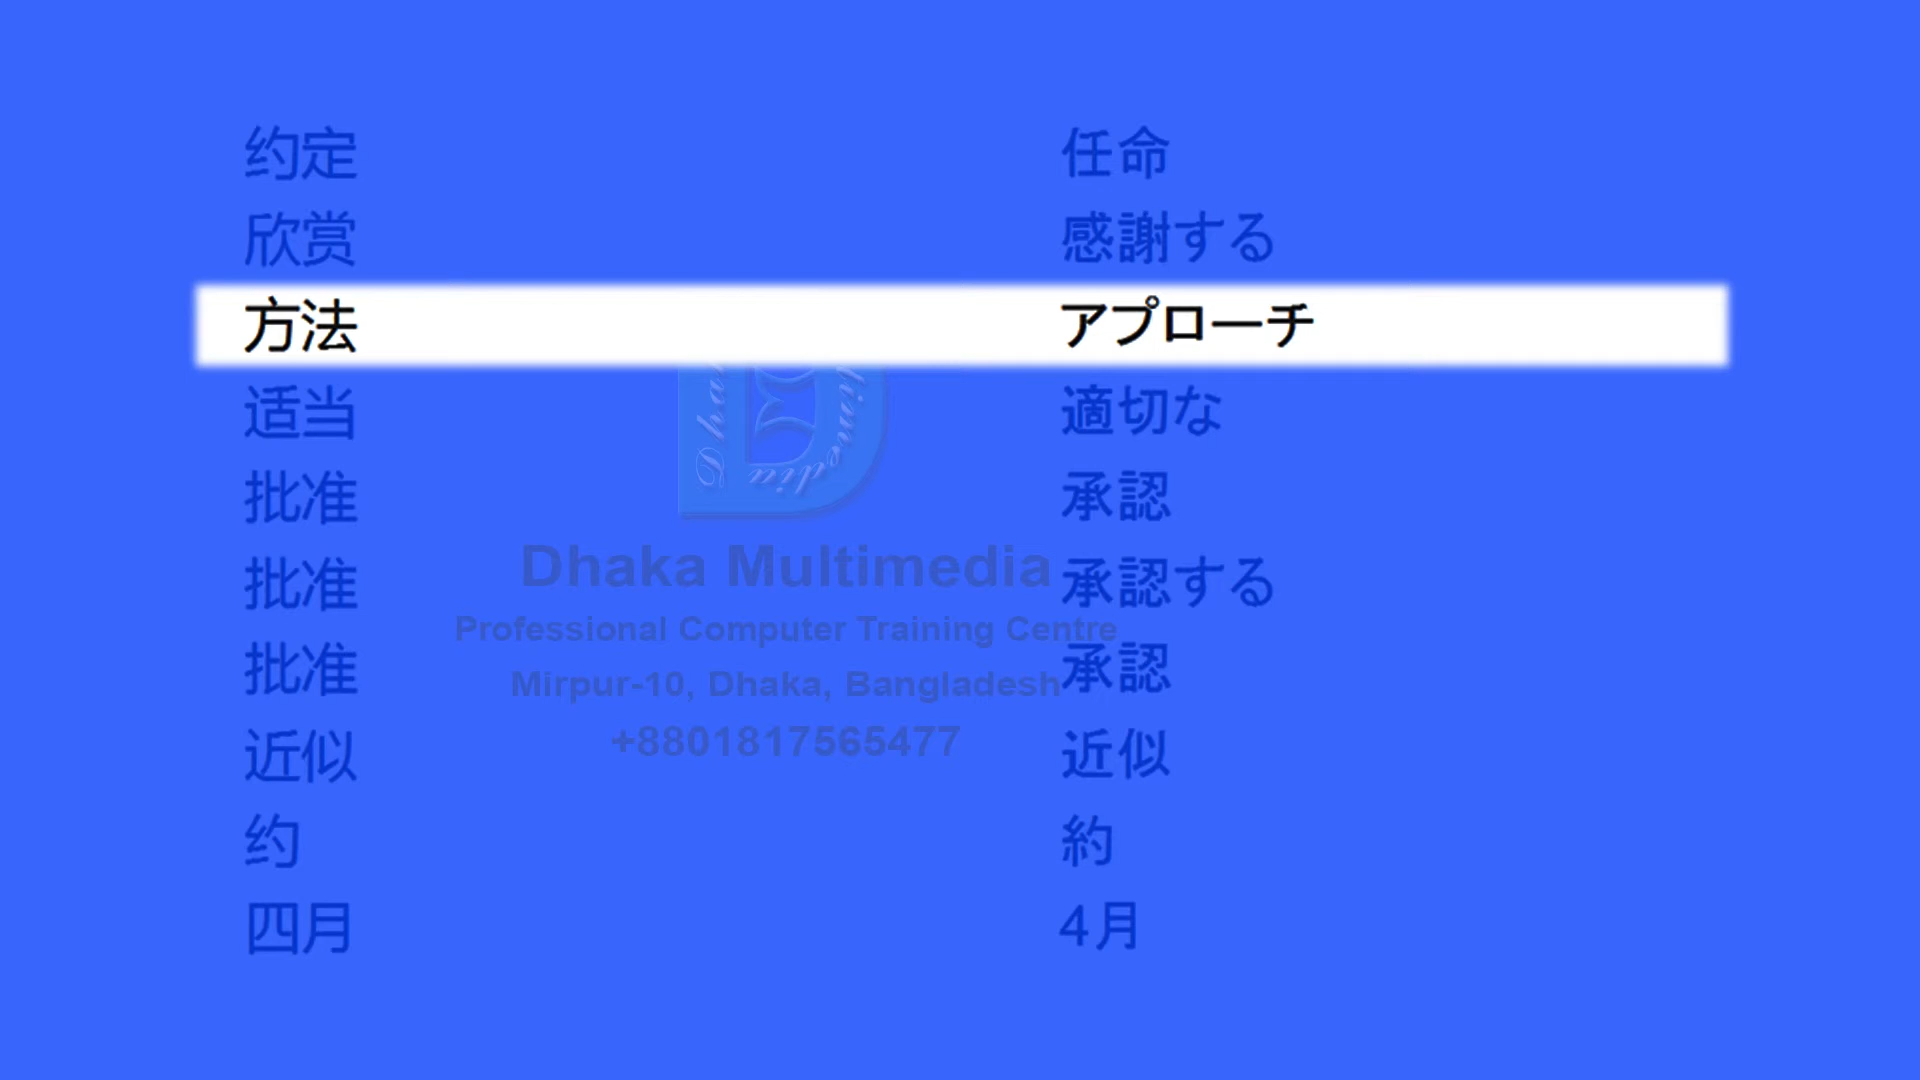 约定 任命
欣赏 感謝する
方法 アプローチ
适当 適切な
批准 承認
批准 承認する
批准 承認
近似 近似
约 約
四月 4月
Dhaka Multimedia
Professional Computer Training Centre
Mirpur-10, Dhaka, Bangladesh
+8801817565477